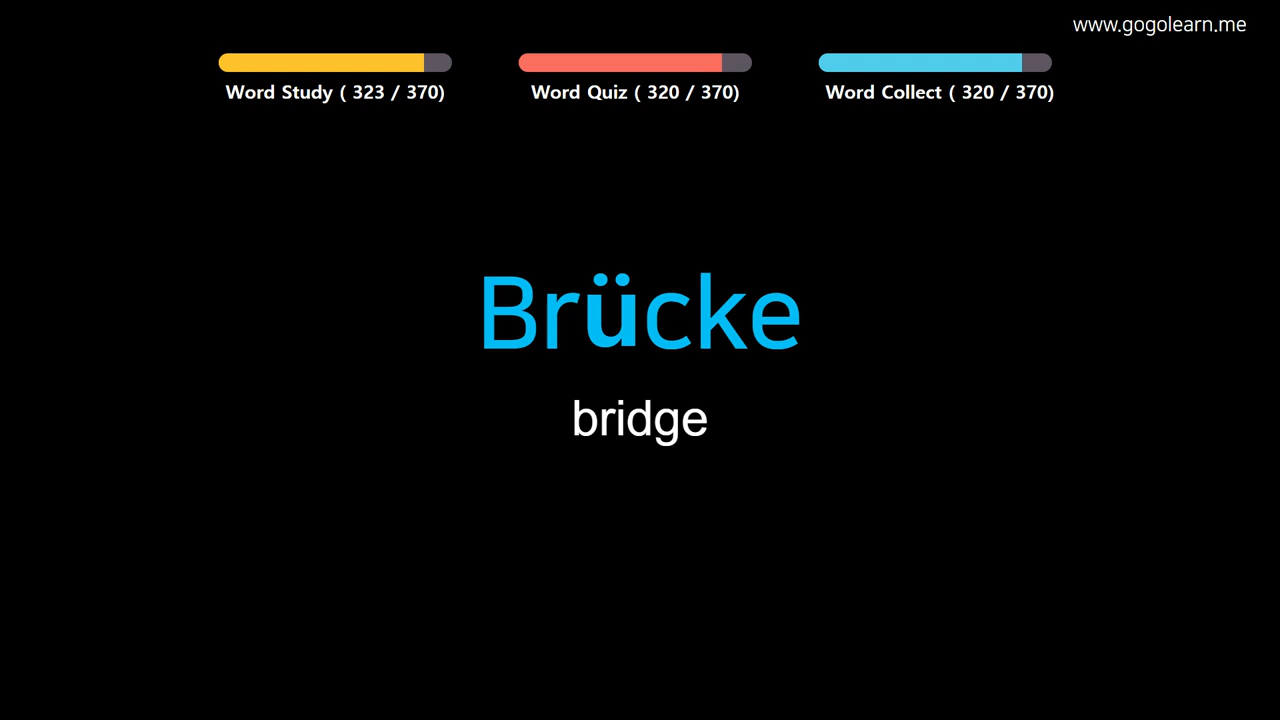 www.gogolearn.me
Word Study ( 323 / 370)
Word Quiz ( 320 / 370)
Word Collect ( 320 / 370)
Brücke
bridge